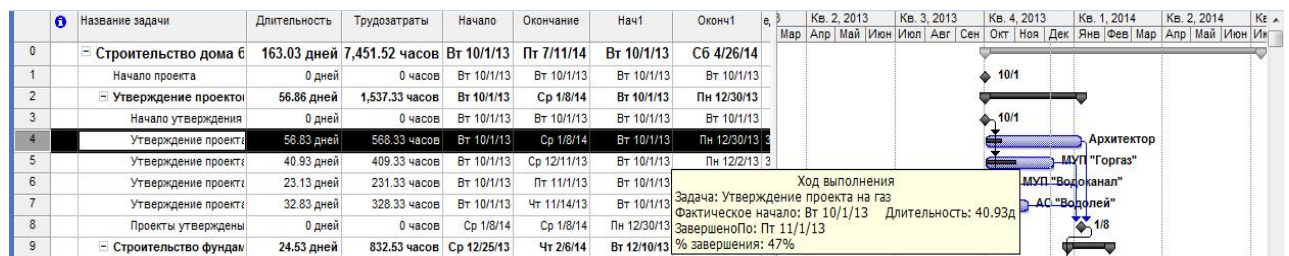 Название задачи Длительность Трудозатраты Начало Окончание Нач1 Оконч1 Кв. 2, 2013 Кв. 3, 2013 Кв. 4, 2013 Кв. 1, 2014 Кв. 2, 2014 Кв
Мар Апр Май Июн Июл Авг Сен Окт Ноя Дек Янв Фев Мар Апр Май Июн
0 Строительство дома б 163.03 дней 7,451.52 часов Вт 10/1/13 Пт 7/11/14 Вт 10/1/13 Сб 4/26/14
1 Начало проекта 0 дней 0 часов Вт 10/1/13 Вт 10/1/13 Вт 10/1/13 Вт 10/1/13 10/1
2 Утверждение проекто 56.86 дней 1,537.33 часов Вт 10/1/13 Ср 1/8/14 Вт 10/1/13 Пн 12/30/13
3 Начало утверждения 0 дней 0 часов Вт 10/1/13 Вт 10/1/13 Вт 10/1/13 Вт 10/1/13 10/1
4 Утверждение проекта 56.83 дней 568.33 часов Вт 10/1/13 Ср 1/8/14 Вт 10/1/13 Пн 12/30/13 3 Архитектор
5 Утверждение проекта 40.93 дней 409.33 часов Вт 10/1/13 Ср 12/11/13 Вт 10/1/13 Пн 12/2/13 3 МУП "Горгаз"
6 Утверждение проекта 23.13 дней 231.33 часов Вт 10/1/13 Пт 11/1/13 Вт 10/1/13 МУП "Водоканал"
7 Утверждение проекта 32.83 дней 328.33 часов Вт 10/1/13 Чт 11/14/13 Вт 10/1/13 АО "Водолей"
8 Проекты утверждены 0 дней 0 часов Ср 1/8/14 Ср 1/8/14 Пн 12/30/13 1/8
9 Строительство фундам 24.53 дней 832.53 часов Ср 12/25/13 Чт 2/6/14 Вт 12/10/13
Ход выполнения
Задача: Утверждение проекта на газ
Фактическое начало: Вт 10/1/13 Длительность: 40.93д
ЗавершеноПо: Пт 11/1/13
% завершения: 47%